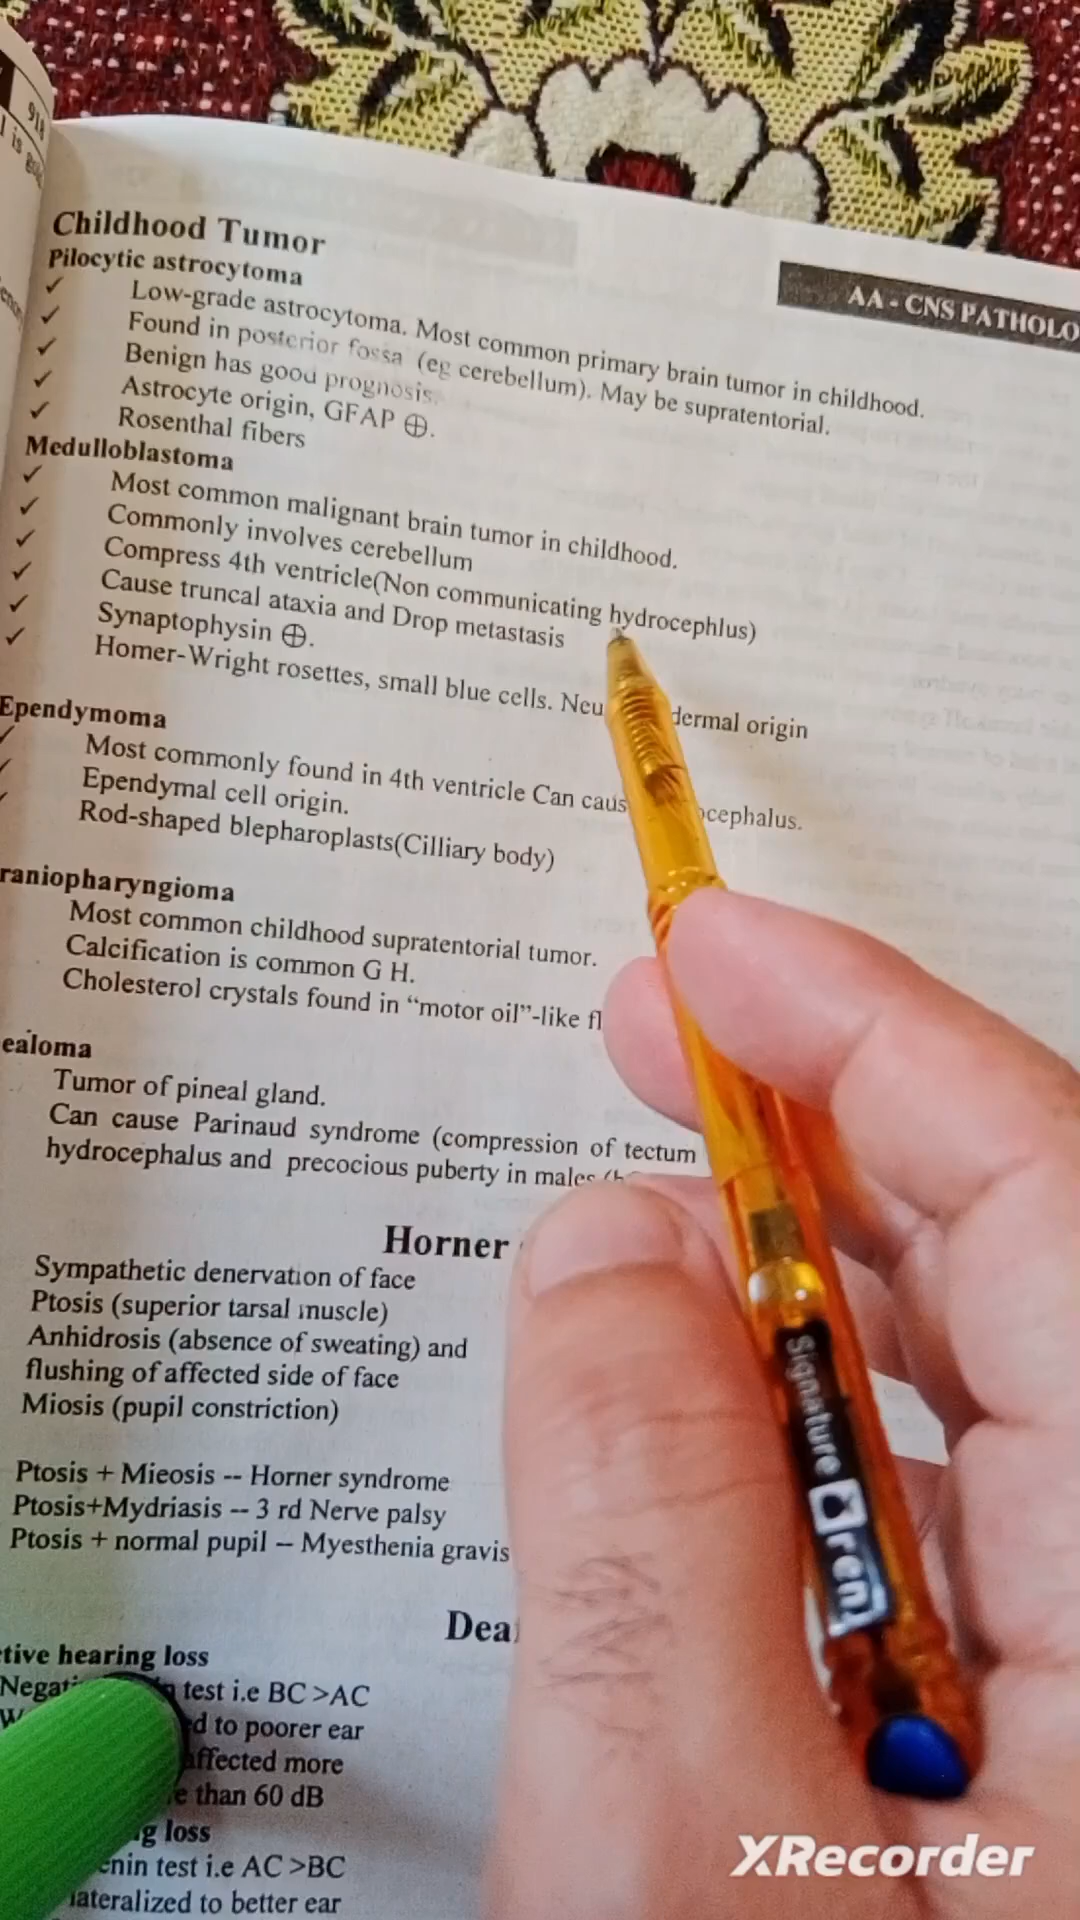 918
l is
AA - CNS PATHOLO
Childhood Tumor
Pilocytic astrocytoma
✓ Low-grade astrocytoma. Most common primary brain tumor in childhood.
✓ Found in posterior fossa (eg cerebellum). May be supratentorial.
✓ Benign has good prognosis.
✓ Astrocyte origin, GFAP ⊕.
✓ Rosenthal fibers
Medulloblastoma
✓ Most common malignant brain tumor in childhood.
✓ Commonly involves cerebellum
✓ Compress 4th ventricle(Non communicating hydrocephlus)
✓ Cause truncal ataxia and Drop metastasis
✓ Synaptophysin ⊕.
✓ Homer-Wright rosettes, small blue cells. Neu dermal origin
Ependymoma
✓ Most commonly found in 4th ventricle Can caus ocephalus.
✓ Ependymal cell origin.
✓ Rod-shaped blepharoplasts(Cilliary body)
raniopharyngioma
Most common childhood supratentorial tumor.
Calcification is common G H.
Cholesterol crystals found in “motor oil”-like fl
ealoma
Tumor of pineal gland.
Can cause Parinaud syndrome (compression of tectum
hydrocephalus and precocious puberty in males
Horner
Sympathetic denervation of face
Ptosis (superior tarsal muscle)
Anhidrosis (absence of sweating) and
flushing of affected side of face
Miosis (pupil constriction)
Ptosis + Mieosis -- Horner syndrome
Ptosis+Mydriasis -- 3 rd Nerve palsy
Ptosis + normal pupil – Myesthenia gravis
Dea
tive hearing loss
Negati test i.e BC >AC
d to poorer ear
affected more
e than 60 dB
g loss
enin test i.e AC >BC
lateralized to better ear
Signature
ren
XRecorder